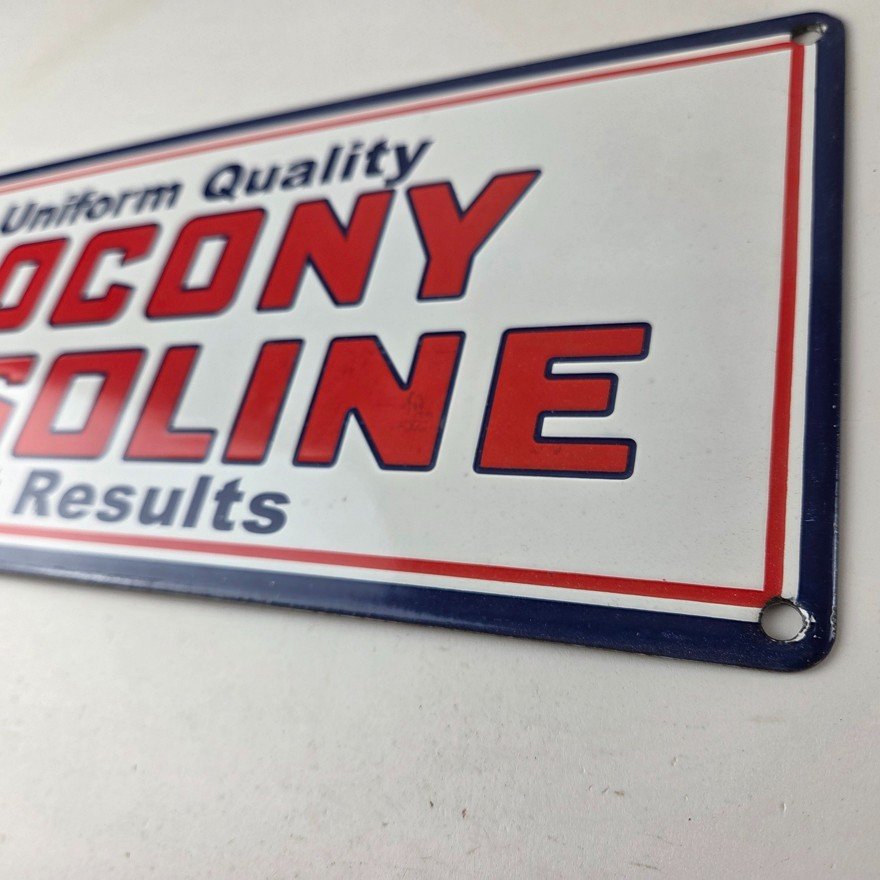 Uniform Quality
OCONY
SOLINE
Results